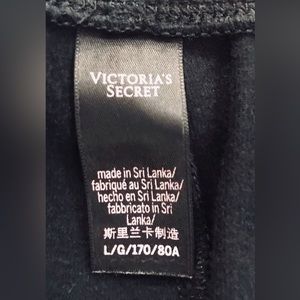 VICTORIA'S
SECRET
made in Sri Lanka/
fabriqué au Sri Lanka/
hecho en Sri Lanka/
fabbricato in Sri
Lanka/
斯里兰卡制造
L/G/170/80A